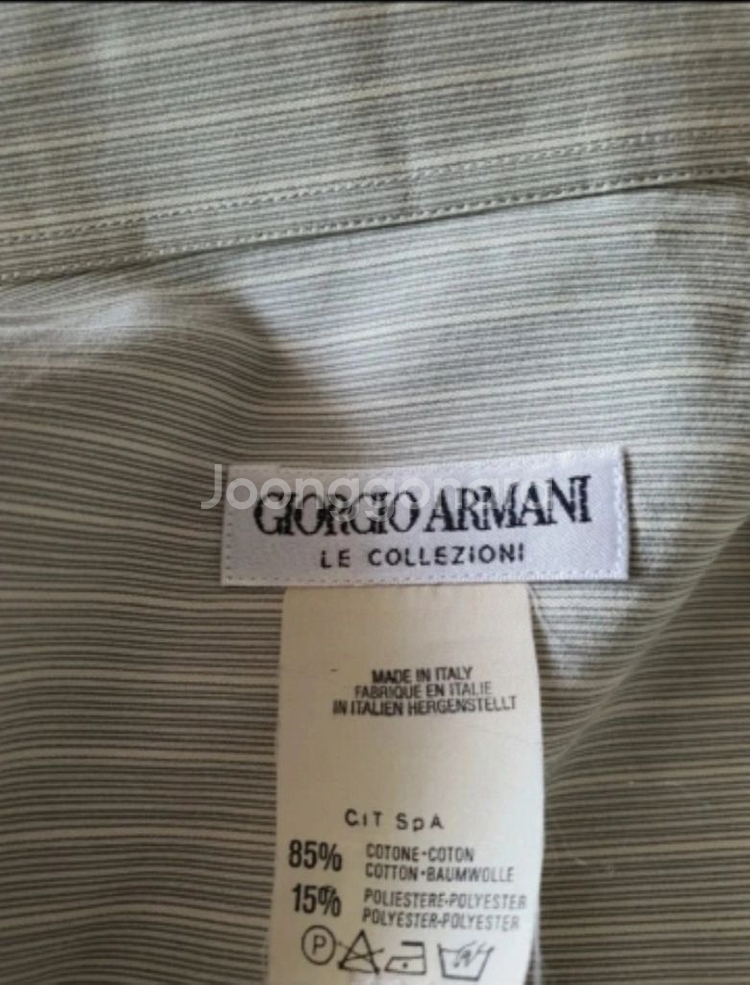 GIORGIO ARMANI
LE COLLEZIONI
MADE IN ITALY
FABRIQUE EN ITALIE
IN ITALIEN HERGENSTELLT
CIT SpA
85% COTONE-COTON
COTTON-BAUMWOLLE
15% POLIESTERE-POLYESTER
POLYESTER-POLYESTER
P